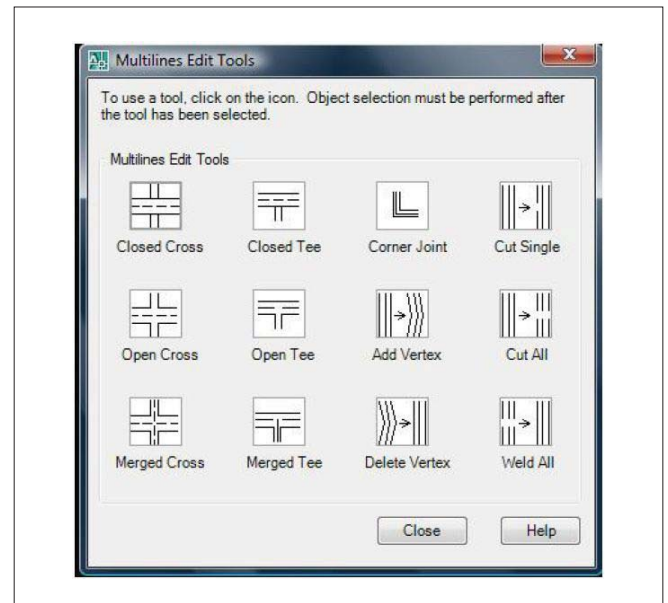 Multilines Edit Tools
To use a tool, click on the icon. Object selection must be performed after
the tool has been selected.
Multilines Edit Tools
Closed Cross Closed Tee Corner Joint Cut Single
Open Cross Open Tee Add Vertex Cut All
Merged Cross Merged Tee Delete Vertex Weld All
Close Help